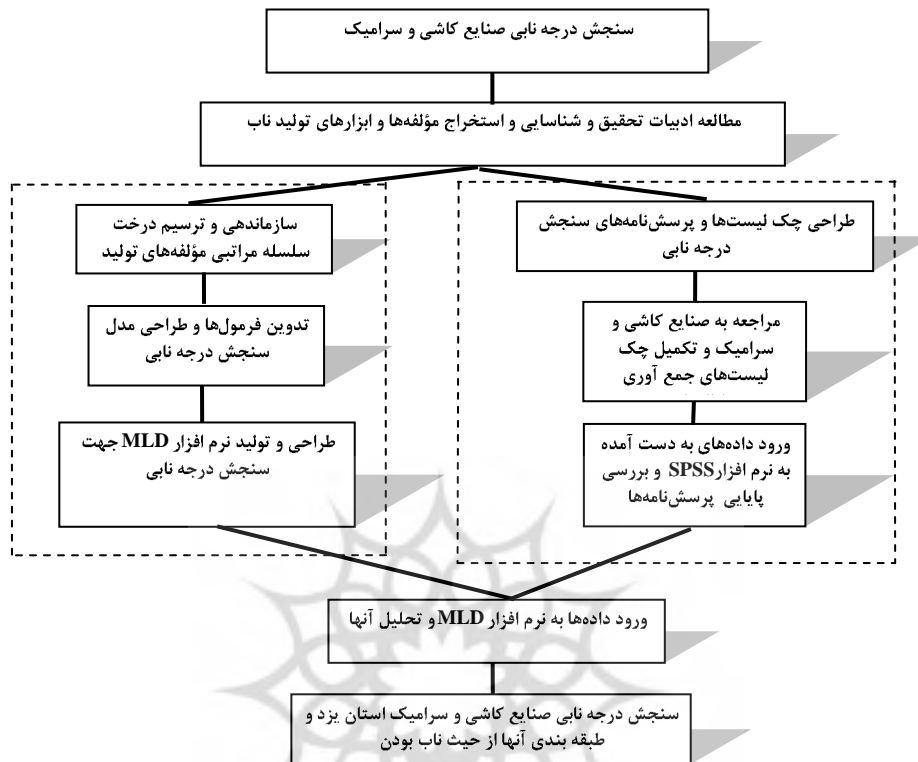 سنجش درجه نابی صنایع کاشی و سرامیک
مطالعه ادبیات تحقیق و شناسایی و استخراج مؤلفه‌ها و ابزارهای تولید ناب
طراحی چک لیست‌ها و پرسش‌نامه‌های سنجش
درجه نابی
مراجعه به صنایع کاشی و
سرامیک و تکمیل چک
لیست‌های جمع آوری
ورود داده‌های به دست آمده
به نرم افزار SPSS و بررسی
پایایی پرسش‌نامه‌ها
سازماندهی و ترسیم درخت
سلسله مراتبی مؤلفه‌های تولید
تدوین فرمول‌ها و طراحی مدل
سنجش درجه نابی
طراحی و تولید نرم افزار MLD جهت
سنجش درجه نابی
ورود داده‌ها به نرم افزار MLD و تحلیل آنها
سنجش درجه نابی صنایع کاشی و سرامیک استان یزد و
طبقه بندی آنها از حیث ناب بودن